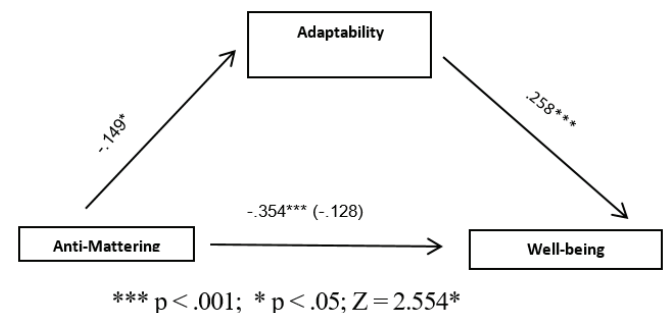 Adaptability
-.149*
.258***
-.354*** (-.128)
Anti-Mattering
Well-being
*** p < .001; * p < .05; Z = 2.554*